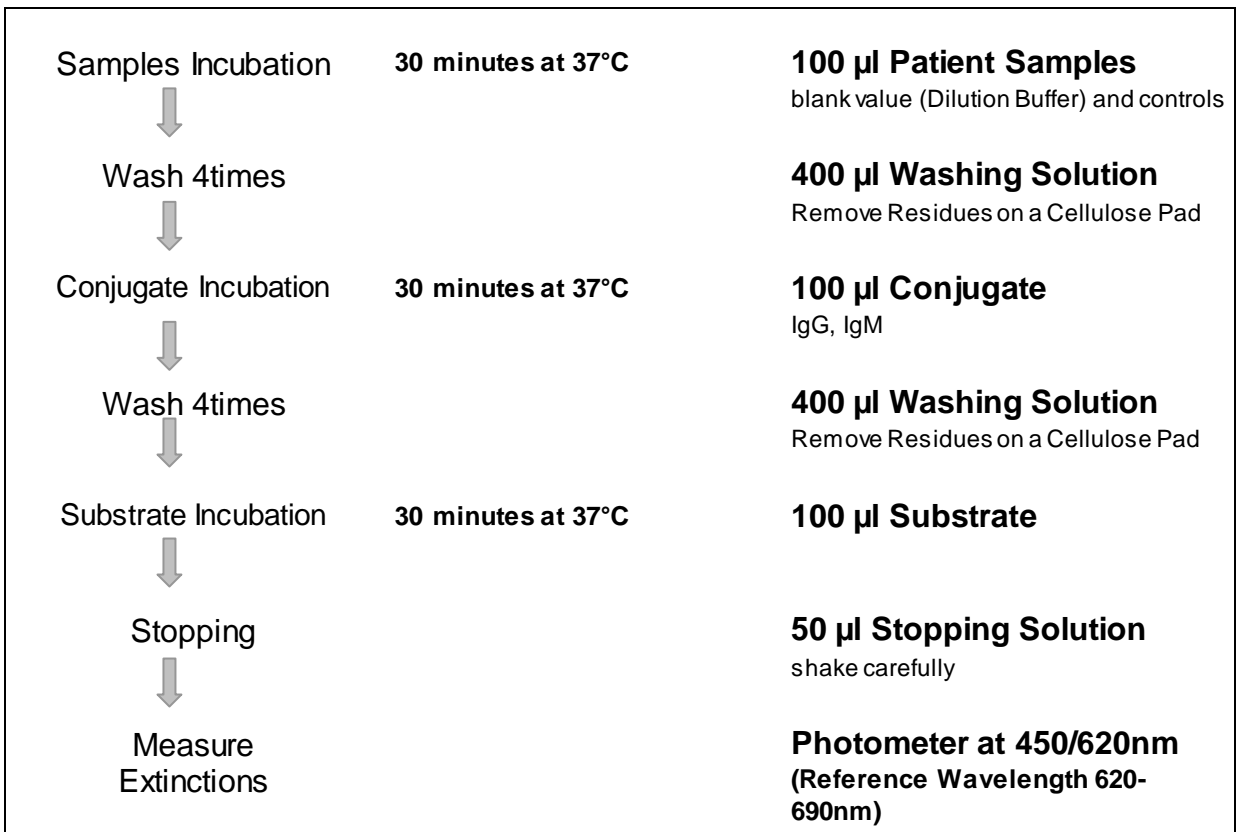 Samples Incubation 30 minutes at 37°C 100 µl Patient Samples
blank value (Dilution Buffer) and controls
Wash 4times 400 µl Washing Solution
Remove Residues on a Cellulose Pad
Conjugate Incubation 30 minutes at 37°C 100 µl Conjugate
IgG, IgM
Wash 4times 400 µl Washing Solution
Remove Residues on a Cellulose Pad
Substrate Incubation 30 minutes at 37°C 100 µl Substrate
Stopping 50 µl Stopping Solution
shake carefully
Measure Photometer at 450/620nm
Extinctions (Reference Wavelength 620-
690nm)